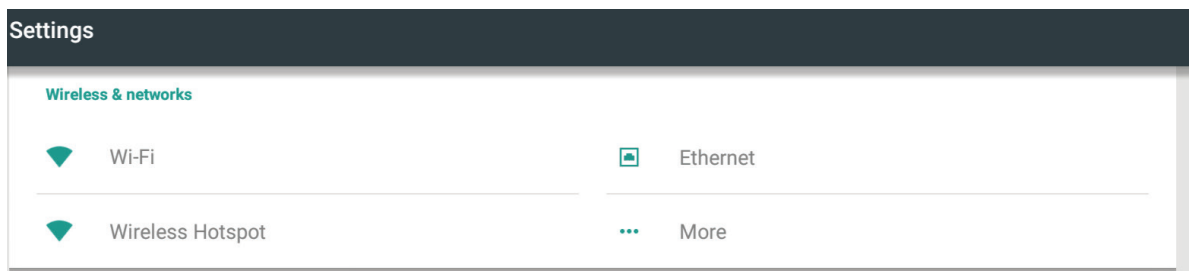 Settings
Wireless & networks
Wi-Fi
Ethernet
Wireless Hotspot
More